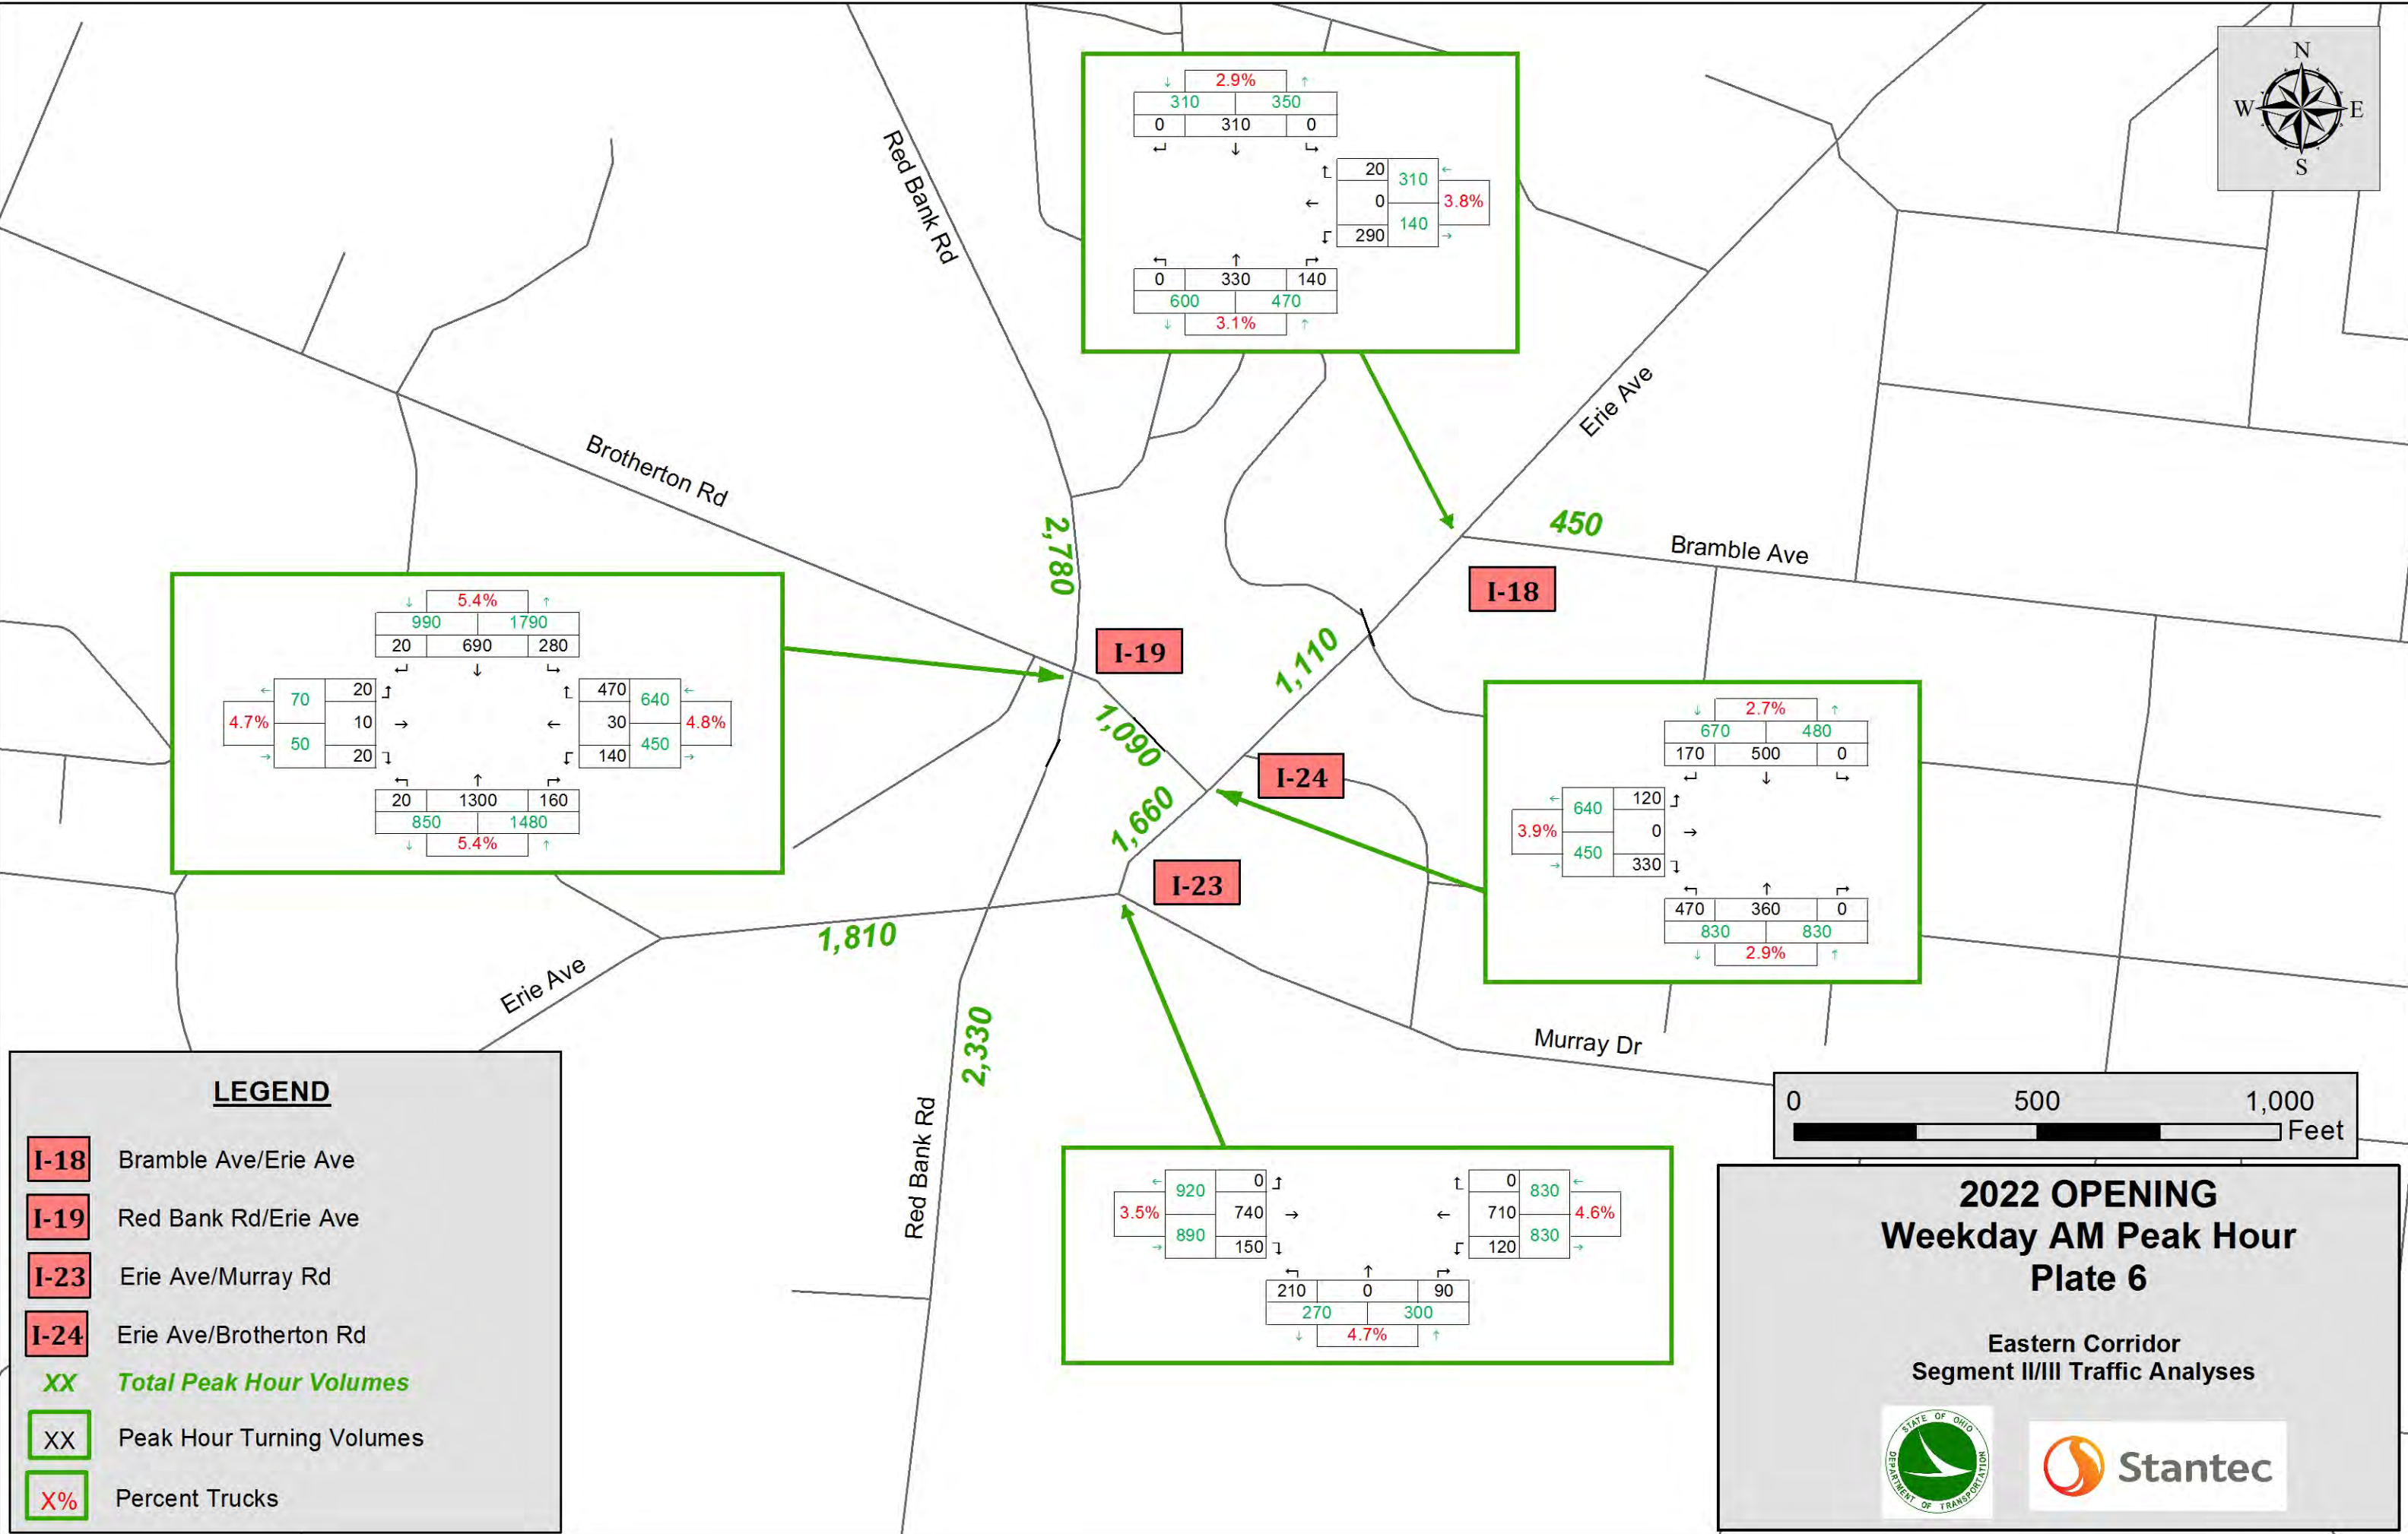 N
W E
S
2.9%
310 350
0 310 0
20 310
0 3.8%
290 140
0 330 140
600 470
3.1%
Red Bank Rd
Erie Ave
Brotherton Rd
2,780
450
Bramble Ave
I-18
5.4%
990 1790
20 690 280
70 20
4.7% 10
50 20
470 640
30 4.8%
140 450
20 1300 160
850 1480
5.4%
I-19
1,110
1,090
I-24
1,660
I-23
2.7%
670 480
170 500 0
640 120
3.9% 0
450 330
470 360 0
830 830
2.9%
1,810
Erie Ave
2,330
Murray Dr
Red Bank Rd
920 0
3.5% 740
890 150
0 830
710 4.6%
120 830
210 0 90
270 300
4.7%
0 500 1,000
Feet
LEGEND
I-18 Bramble Ave/Erie Ave
I-19 Red Bank Rd/Erie Ave
I-23 Erie Ave/Murray Rd
I-24 Erie Ave/Brotherton Rd
XX Total Peak Hour Volumes
XX Peak Hour Turning Volumes
X% Percent Trucks
2022 OPENING
Weekday AM Peak Hour
Plate 6
Eastern Corridor
Segment II/III Traffic Analyses
STATE OF OHIO
DEPARTMENT OF TRANSPORTATION
Stantec